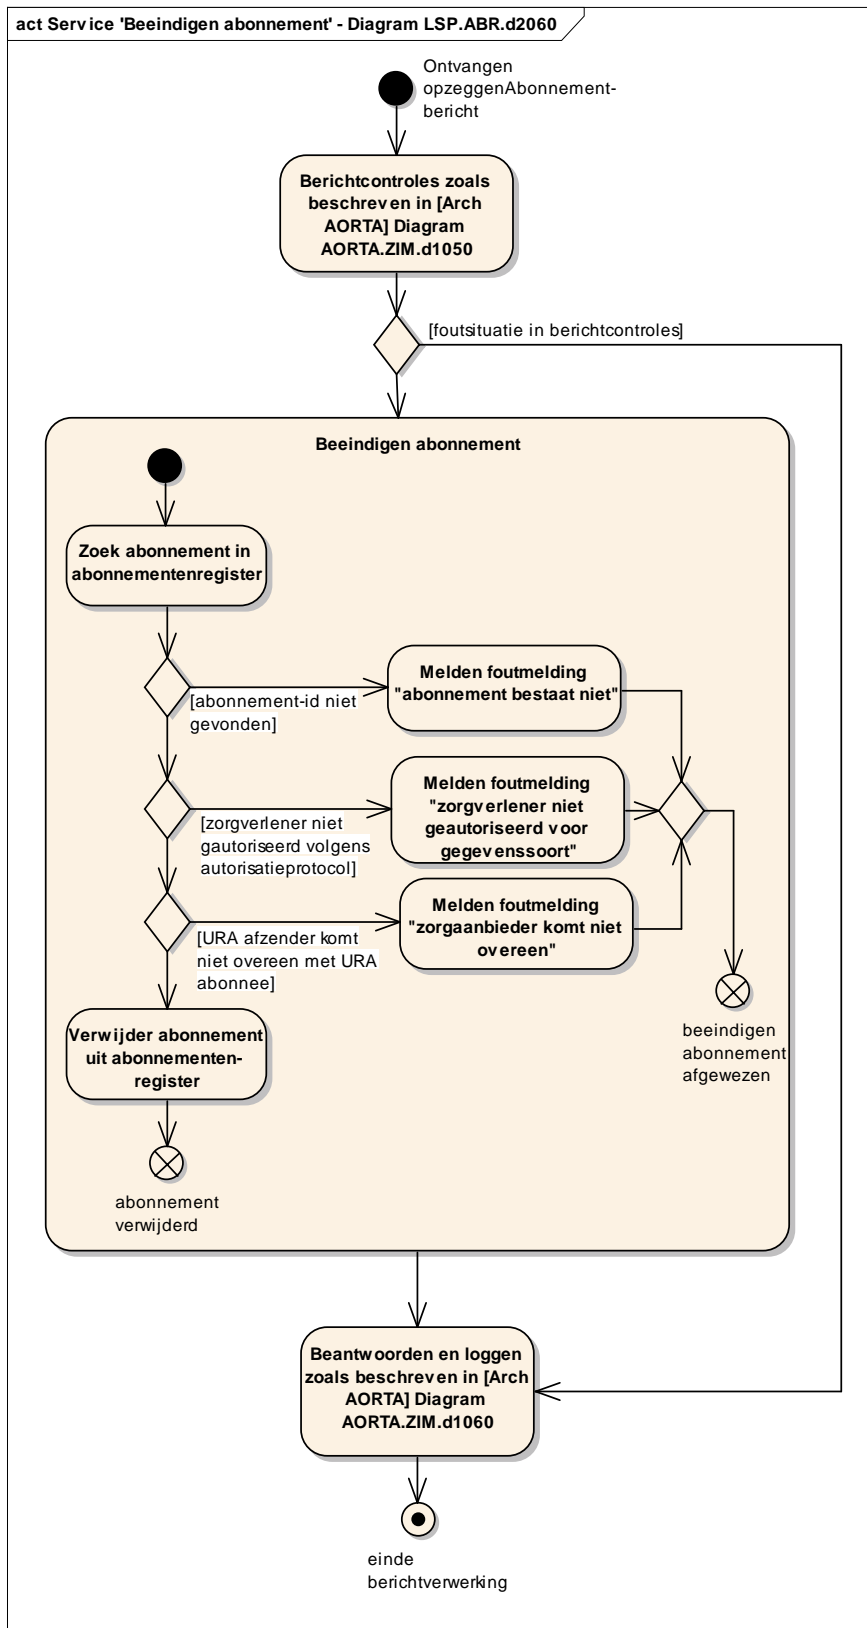 act Service 'Beeindigen abonnement' - Diagram LSP.ABR.d2060
Ontvangen
opzeggenAbonnement-
bericht
Berichtcontroles zoals
beschreven in [Arch
AORTA] Diagram
AORTA.ZIM.d1050
[foutsituatie in berichtcontroles]
Beeindigen abonnement
Zoek abonnement in
abonnementenregister
Melden foutmelding
"abonnement bestaat niet"
[abonnement-id niet
gevonden]
Melden foutmelding
"zorgverlener niet
geautoriseerd voor
gegevenssoort"
[zorgverlener niet
gautoriseerd volgens
autorisatieprotocol]
Melden foutmelding
"zorgaanbieder komt niet
overeen"
[URA afzender komt
niet overeen met URA
abonnee]
Verwijder abonnement
uit abonnementen-
register
beeindigen
abonnement
afgewezen
abonnement
verwijderd
Beantwoorden en loggen
zoals beschreven in [Arch
AORTA] Diagram
AORTA.ZIM.d1060
einde
berichtverwerking